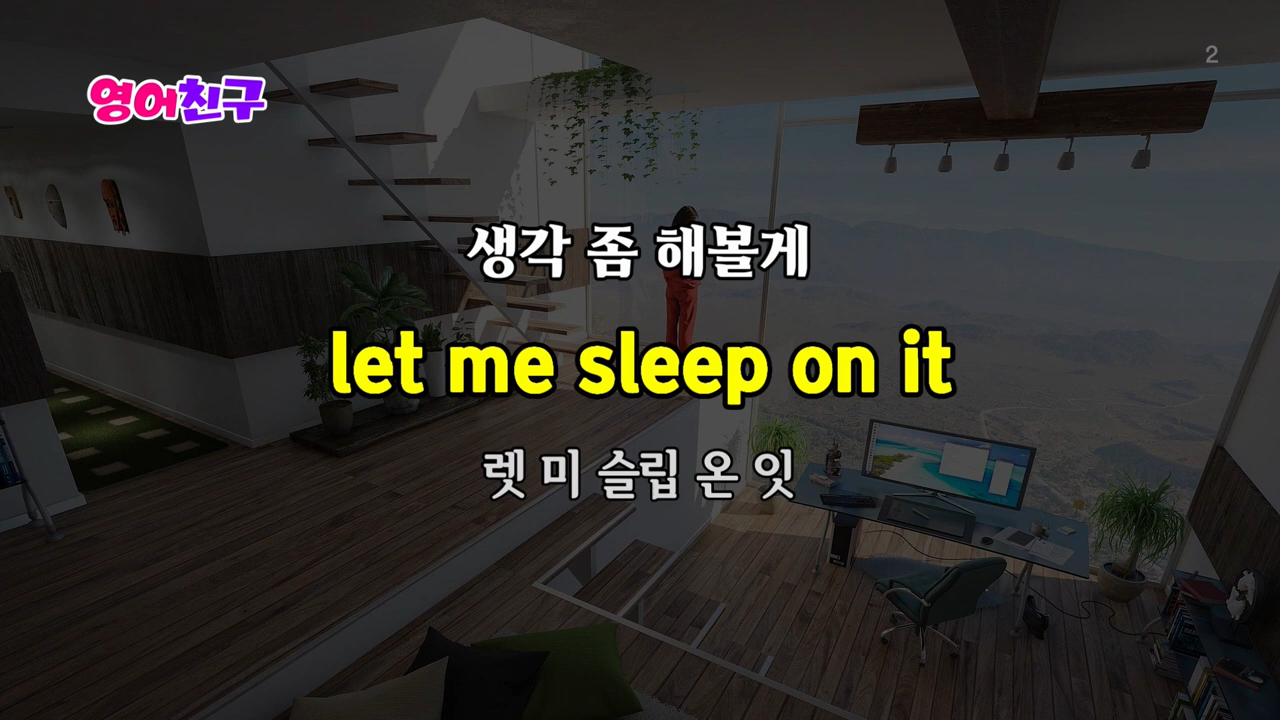 2
영어친구
생각 좀 해볼게
let me sleep on it
렛 미 슬립 온 잇